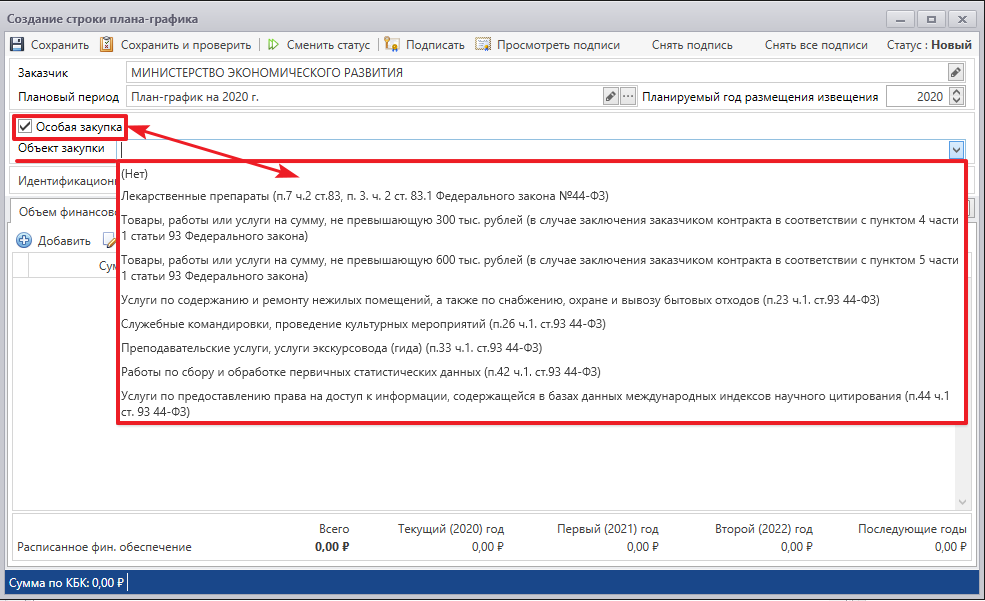 Создание строки плана-графика
Сохранить Сохранить и проверить Сменить статус Подписать Просмотреть подписи Снять подпись Снять все подписи Статус : Новый
Заказчик МИНИСТЕРСТВО ЭКОНОМИЧЕСКОГО РАЗВИТИЯ
Плановый период План-график на 2020 г. ... Планируемый год размещения извещения 2020
Особая закупка
Объект закупки
(Нет)
Идентификацион
Лекарственные препараты (п.7 ч.2 ст.83, п. 3. ч. 2 ст. 83.1 Федерального закона №44-ФЗ)
Объем финансов
Товары, работы или услуги на сумму, не превышающую 300 тыс. рублей (в случае заключения заказчиком контракта в соответствии с пунктом 4 части
1 статьи 93 Федерального закона)
Добавить
Товары, работы или услуги на сумму, не превышающую 600 тыс. рублей (в случае заключения заказчиком контракта в соответствии с пунктом 5 части
1 статьи 93 Федерального закона)
Сум
Услуги по содержанию и ремонту нежилых помещений, а также по снабжению, охране и вывозу бытовых отходов (п.23 ч.1. ст.93 44-ФЗ)
Служебные командировки, проведение культурных мероприятий (п.26 ч.1. ст.93 44-ФЗ)
Преподавательские услуги, услуги экскурсовода (гида) (п.33 ч.1. ст.93 44-ФЗ)
Работы по сбору и обработке первичных статистических данных (п.42 ч.1. ст.93 44-ФЗ)
Услуги по предоставлению права на доступ к информации, содержащейся в базах данных международных индексов научного цитирования (п.44 ч.1
ст. 93 44-ФЗ)
Всего Текущий (2020) год Первый (2021) год Второй (2022) год Последующие годы
Расписанное фин. обеспечение 0,00 ₽ 0,00 ₽ 0,00 ₽ 0,00 ₽ 0,00 ₽
Сумма по КБК: 0,00 ₽